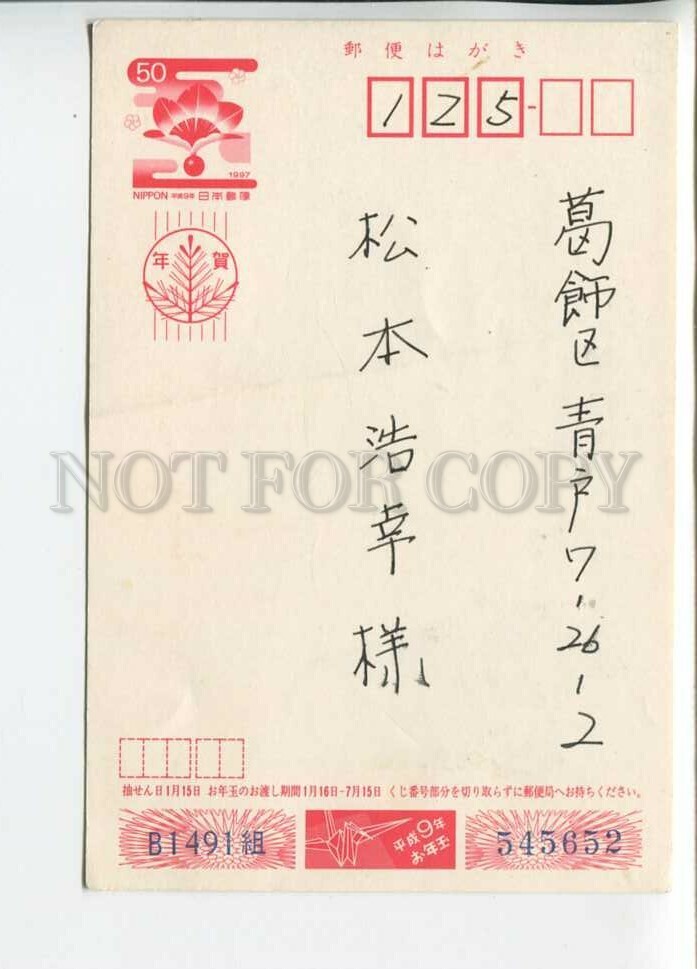 郵便はがき
50
125-
1997
NIPPON 平成9年 日本郵便
年賀
葛飾区青戸7-26-2
松本浩幸様
NOT FOR COPY
抽せん日1月15日 お年玉のお渡し期間1月16日-7月15日 くじ番号部分を切り取らずに郵便局へお持ちください。
B1491組
平成9年
お年玉
545652